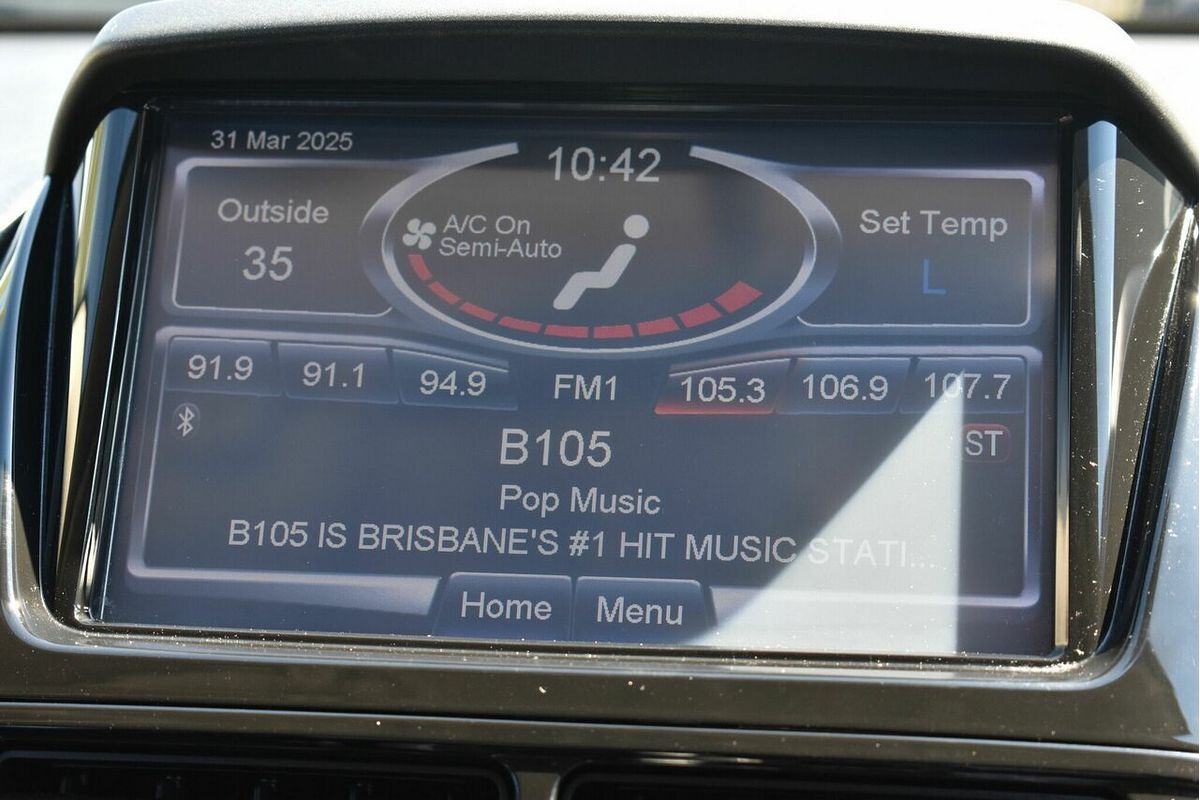 31 Mar 2025
10:42
Outside
35
A/C On
Semi-Auto
Set Temp
L
91.9 91.1 94.9 FM1 105.3 106.9 107.7
B105
ST
Pop Music
B105 IS BRISBANE'S #1 HIT MUSIC STATI...
Home Menu